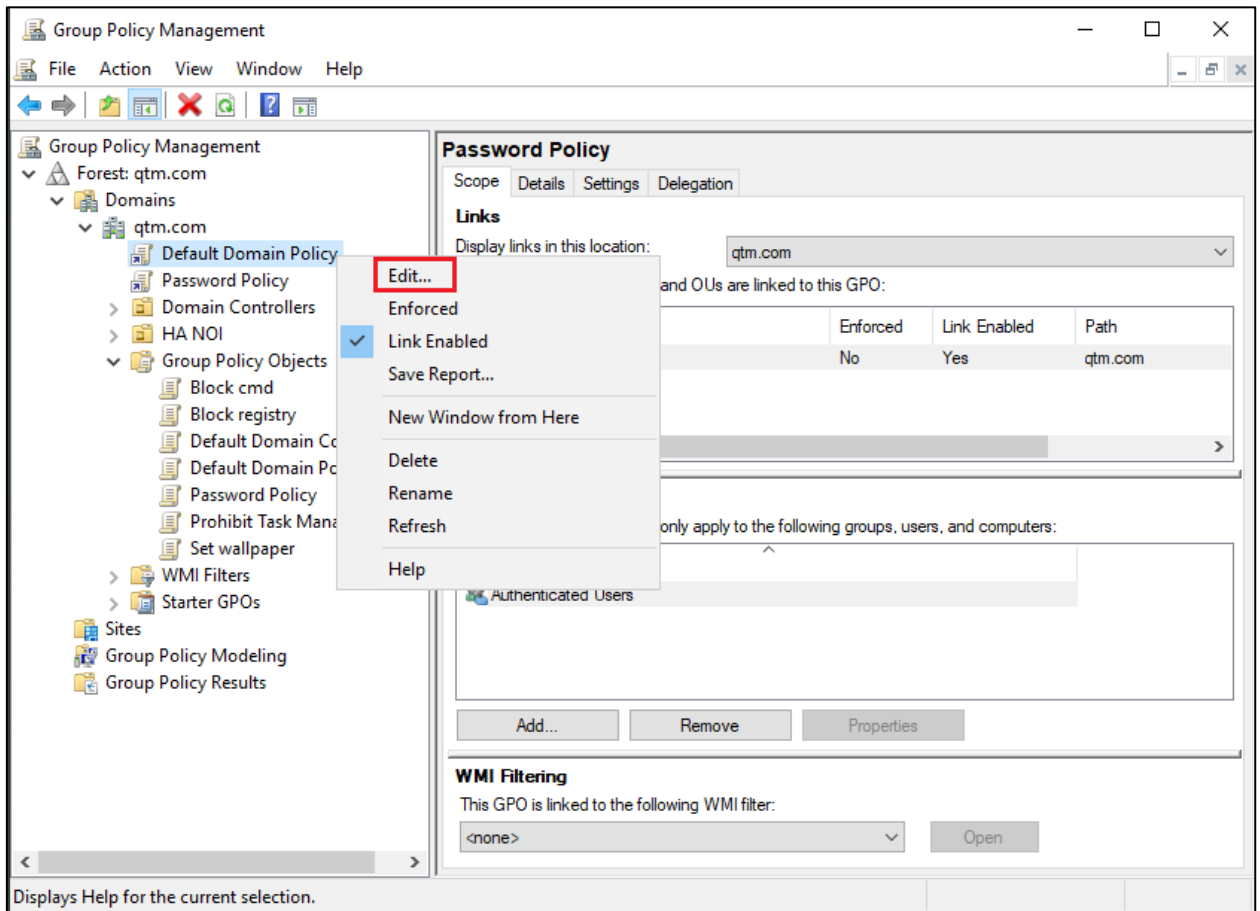 Group Policy Management
File Action View Window Help
Group Policy Management
Forest: qtm.com
Domains
qtm.com
Default Domain Policy
Password Policy
Domain Controllers
HA NOI
Group Policy Objects
Block cmd
Block registry
Default Domain Co
Default Domain Po
Password Policy
Prohibit Task Mana
Set wallpaper
WMI Filters
Starter GPOs
Sites
Group Policy Modeling
Group Policy Results
Edit...
Enforced
Link Enabled
Save Report...
New Window from Here
Delete
Rename
Refresh
Help
Password Policy
Scope Details Settings Delegation
Links
Display links in this location: qtm.com
and OUs are linked to this GPO:
Enforced Link Enabled Path
No Yes qtm.com
only apply to the following groups, users, and computers:
Authenticated Users
Add... Remove Properties
WMI Filtering
This GPO is linked to the following WMI filter:
<none> Open
Displays Help for the current selection.